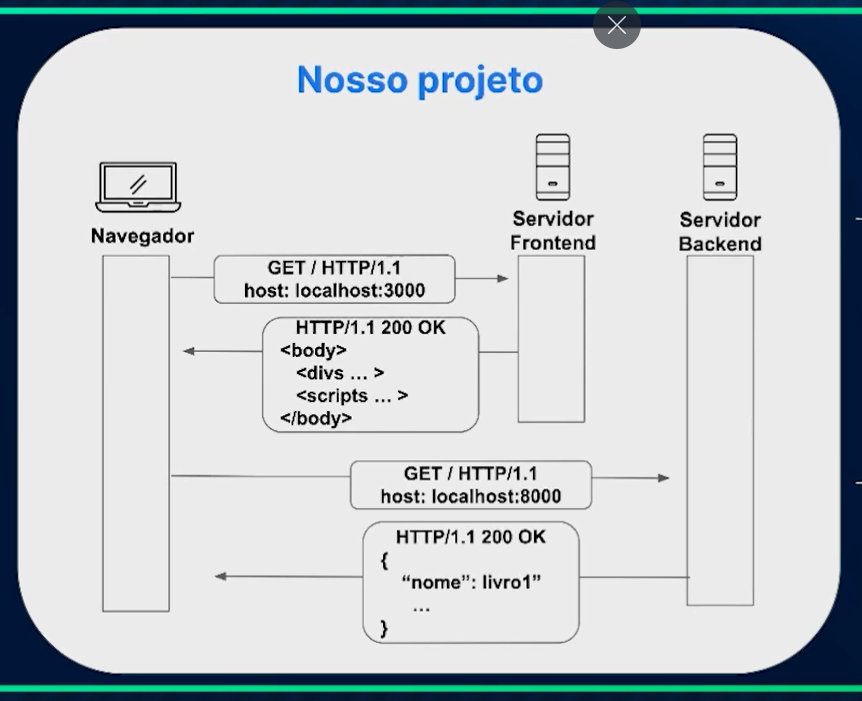 Nosso projeto
Navegador
Servidor
Frontend
Servidor
Backend
GET / HTTP/1.1
host: localhost:3000
HTTP/1.1 200 OK
<body>
<divs ... >
<scripts ... >
</body>
GET / HTTP/1.1
host: localhost:8000
HTTP/1.1 200 OK
{
“nome”: livro1”
...
}